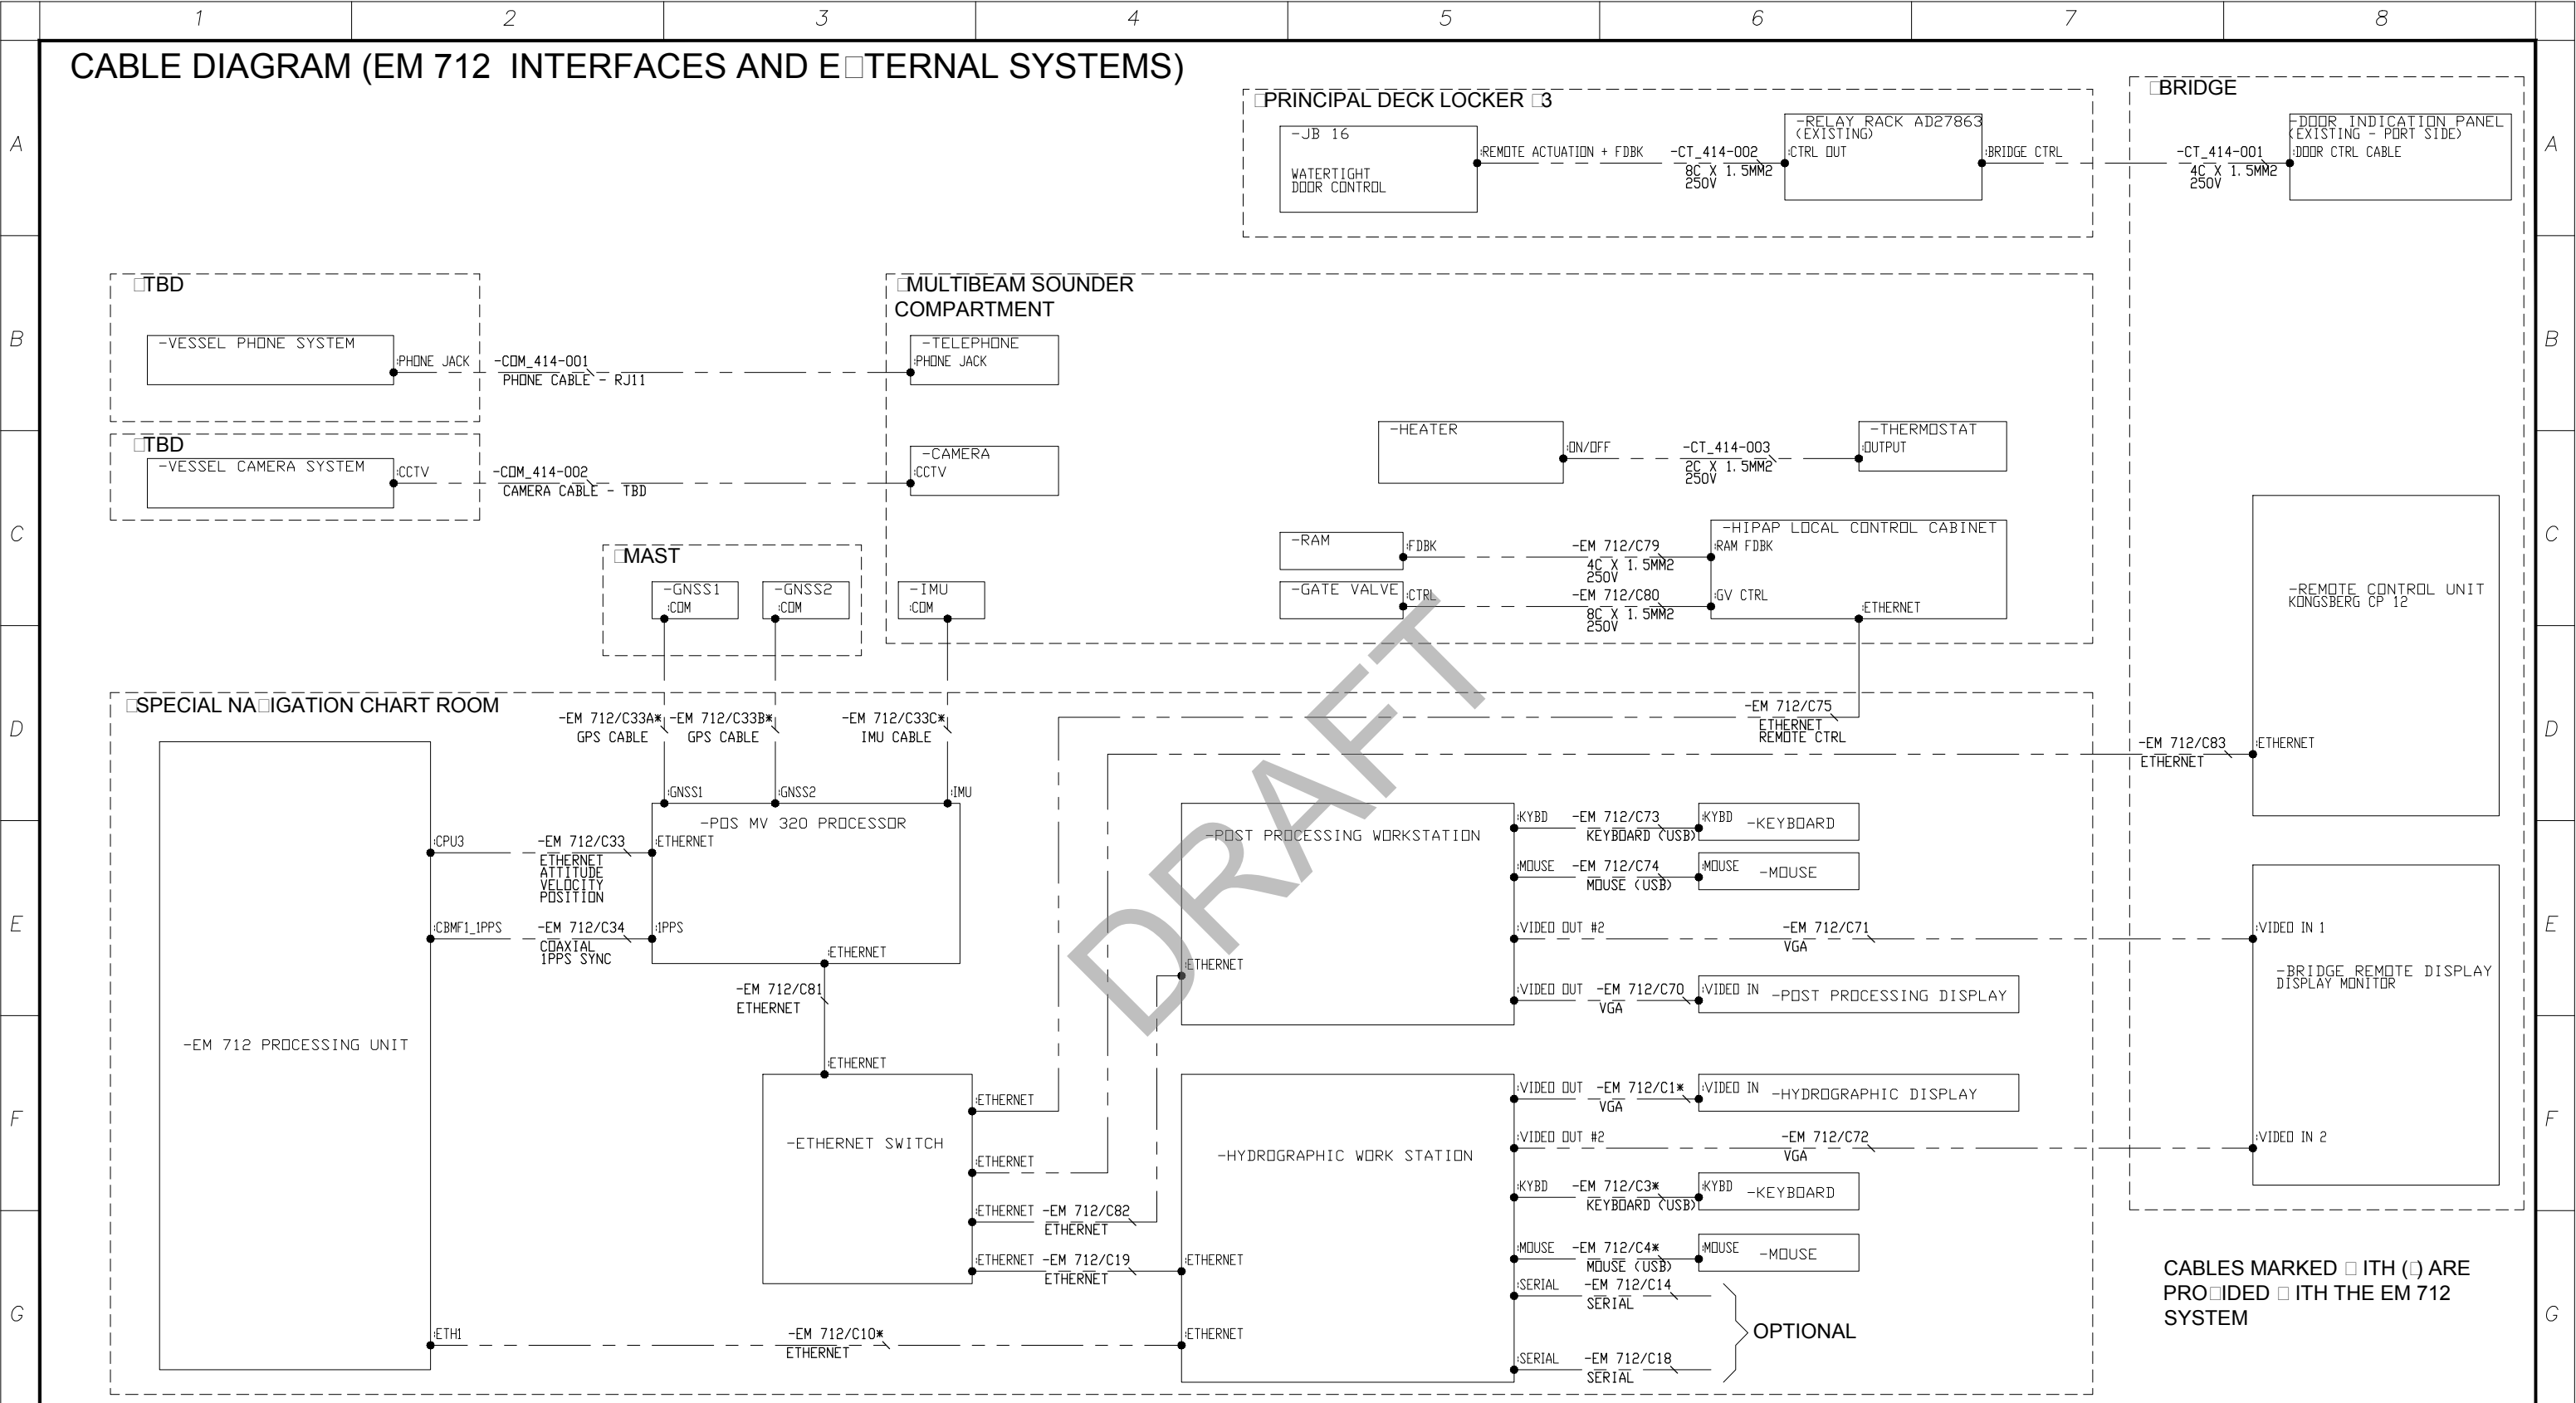 1 2 3 4 5 6 7 8
CABLE DIAGRAM (EM 712 INTERFACES AND E□TERNAL SYSTEMS)
A
□PRINCIPAL DECK LOCKER □3
-JB 16
WATERTIGHT
DOOR CONTROL
:REMOTE ACTUATION + FDBK
-CT_414-002
8C X 1.5MM2
250V
-RELAY RACK AD27863
(EXISTING)
:CTRL OUT
:BRIDGE CTRL
□BRIDGE
-CT_414-001
4C X 1.5MM2
250V
-DOOR INDICATION PANEL
(EXISTING - PORT SIDE)
:DOOR CTRL CABLE
A
B
□TBD
-VESSEL PHONE SYSTEM
:PHONE JACK
-COM_414-001
PHONE CABLE - RJ11
□MULTIBEAM SOUNDER
COMPARTMENT
-TELEPHONE
:PHONE JACK
B
□TBD
-VESSEL CAMERA SYSTEM
:CCTV
-COM_414-002
CAMERA CABLE - TBD
-CAMERA
:CCTV
-HEATER
:ON/OFF
-CT_414-003
2C X 1.5MM2
250V
-THERMOSTAT
:OUTPUT
C
□MAST
-GNSS1
:COM
-GNSS2
:COM
-IMU
:COM
-RAM
:FDBK
-EM 712/C79
4C X 1.5MM2
250V
-GATE VALVE
:CTRL
-EM 712/C80
8C X 1.5MM2
250V
-HIPAP LOCAL CONTROL CABINET
:RAM FDBK
:GV CTRL
:ETHERNET
-REMOTE CONTROL UNIT
KONGSBERG CP 12
C
D
□SPECIAL NA□IGATION CHART ROOM
-EM 712/C33A*
GPS CABLE
-EM 712/C33B*
GPS CABLE
-EM 712/C33C*
IMU CABLE
-EM 712/C75
ETHERNET
REMOTE CTRL
-EM 712/C83
ETHERNET
:ETHERNET
D
:GNSS1
:GNSS2
:IMU
-POS MV 320 PROCESSOR
:CPU3
-EM 712/C33
ETHERNET
ATTITUDE
VELOCITY
POSITION
:ETHERNET
E
:CBMF1_1PPS
-EM 712/C34
COAXIAL
1PPS SYNC
:1PPS
:ETHERNET
-EM 712/C81
ETHERNET
DRAFT
-POST PROCESSING WORKSTATION
:ETHERNET
:KYBD
-EM 712/C73
KEYBOARD (USB)
:KYBD
-KEYBOARD
:MOUSE
-EM 712/C74
MOUSE (USB)
:MOUSE
-MOUSE
:VIDEO OUT #2
-EM 712/C71
VGA
:VIDEO IN 1
:VIDEO OUT
-EM 712/C70
VGA
:VIDEO IN
-POST PROCESSING DISPLAY
-BRIDGE REMOTE DISPLAY
DISPLAY MONITOR
E
-EM 712 PROCESSING UNIT
:ETHERNET
F
-ETHERNET SWITCH
:ETHERNET
:ETHERNET
:ETHERNET
-EM 712/C82
ETHERNET
:ETHERNET
-EM 712/C19
ETHERNET
:ETHERNET
-HYDROGRAPHIC WORK STATION
:VIDEO OUT
-EM 712/C1*
VGA
:VIDEO IN
-HYDROGRAPHIC DISPLAY
:VIDEO OUT #2
-EM 712/C72
VGA
:VIDEO IN 2
F
:KYBD
-EM 712/C3*
KEYBOARD (USB)
:KYBD
-KEYBOARD
:MOUSE
-EM 712/C4*
MOUSE (USB)
:MOUSE
-MOUSE
G
:SERIAL
-EM 712/C14
SERIAL
OPTIONAL
:SERIAL
-EM 712/C18
SERIAL
:ETH1
-EM 712/C10*
ETHERNET
:ETHERNET
CABLES MARKED □ITH (□) ARE
PRO□IDED □ITH THE EM 712
SYSTEM
G